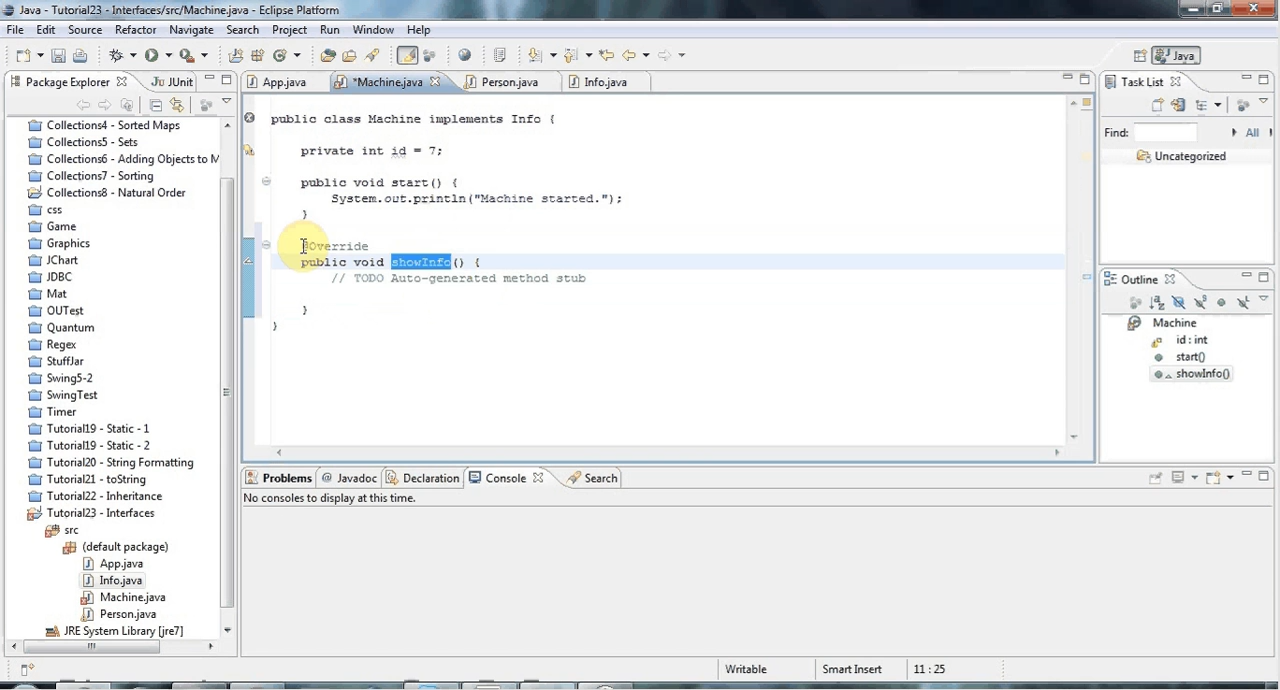 Java - Tutorial23 - Interfaces/src/Machine.java - Eclipse Platform
File Edit Source Refactor Navigate Search Project Run Window Help
Java
Package Explorer JUnit
App.java *Machine.java Person.java Info.java
Task List
Find: All
Uncategorized
Collections4 - Sorted Maps
Collections5 - Sets
Collections6 - Adding Objects to M
Collections7 - Sorting
Collections8 - Natural Order
css
Game
Graphics
JChart
JDBC
Mat
OUTest
Quantum
Regex
StuffJar
Swing5-2
SwingTest
Timer
Tutorial19 - Static - 1
Tutorial19 - Static - 2
Tutorial20 - String Formatting
Tutorial21 - toString
Tutorial22 - Inheritance
Tutorial23 - Interfaces
src
(default package)
App.java
Info.java
Machine.java
Person.java
JRE System Library [jre7]
public class Machine implements Info {
private int id = 7;
public void start() {
System.out.println("Machine started.");
}
@Override
public void showInfo() {
// TODO Auto-generated method stub
}
}
Outline
Machine
id : int
start()
showInfo()
Problems @ Javadoc Declaration Console Search
No consoles to display at this time.
Writable Smart Insert 11 : 25